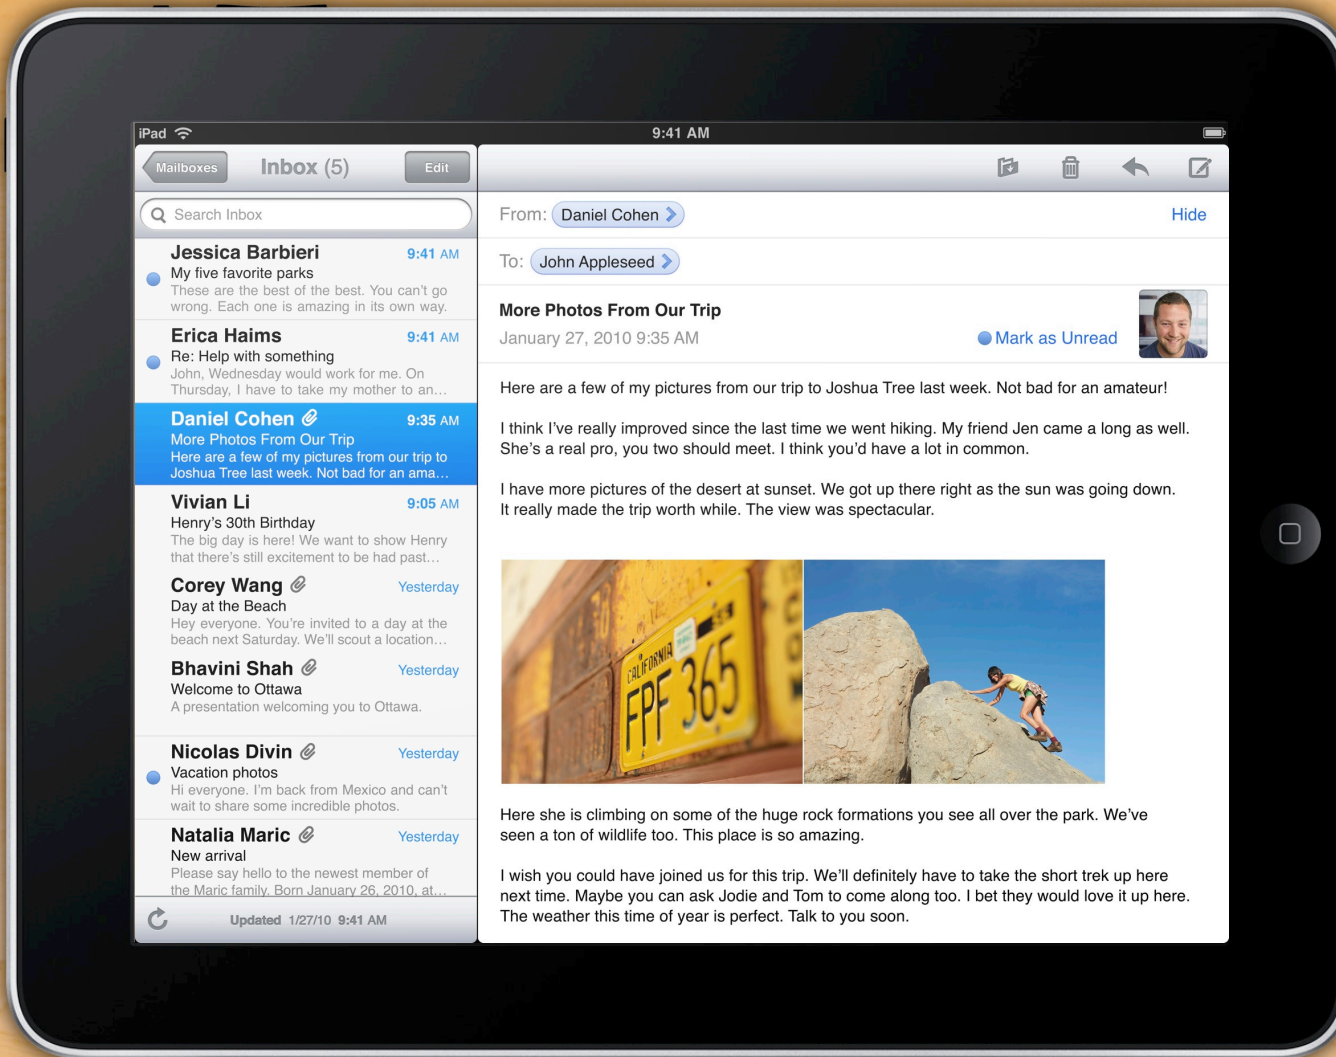 iPad
9:41 AM
Mailboxes
Inbox (5)
Edit
Search Inbox
Jessica Barbieri
9:41 AM
My five favorite parks
These are the best of the best. You can't go
wrong. Each one is amazing in its own way.
Erica Haims
9:41 AM
Re: Help with something
John, Wednesday would work for me. On
Thursday, I have to take my mother to an…
Daniel Cohen
9:35 AM
More Photos From Our Trip
Here are a few of my pictures from our trip to
Joshua Tree last week. Not bad for an ama…
Vivian Li
9:05 AM
Henry's 30th Birthday
The big day is here! We want to show Henry
that there's still excitement to be had past…
Corey Wang
Yesterday
Day at the Beach
Hey everyone. You're invited to a day at the
beach next Saturday. We'll scout a location…
Bhavini Shah
Yesterday
Welcome to Ottawa
A presentation welcoming you to Ottawa.
Nicolas Divin
Yesterday
Vacation photos
Hi everyone. I'm back from Mexico and can't
wait to share some incredible photos.
Natalia Maric
Yesterday
New arrival
Please say hello to the newest member of
the Maric family. Born January 26, 2010, at…
Updated 1/27/10 9:41 AM
From: Daniel Cohen
Hide
To: John Appleseed
More Photos From Our Trip
January 27, 2010 9:35 AM
Mark as Unread
Here are a few of my pictures from our trip to Joshua Tree last week. Not bad for an amateur!
I think I've really improved since the last time we went hiking. My friend Jen came a long as well.
She's a real pro, you two should meet. I think you'd have a lot in common.
I have more pictures of the desert at sunset. We got up there right as the sun was going down.
It really made the trip worth while. The view was spectacular.
CALIFORNIA
FPF 365
Here she is climbing on some of the huge rock formations you see all over the park. We've
seen a ton of wildlife too. This place is so amazing.
I wish you could have joined us for this trip. We'll definitely have to take the short trek up here
next time. Maybe you can ask Jodie and Tom to come along too. I bet they would love it up here.
The weather this time of year is perfect. Talk to you soon.